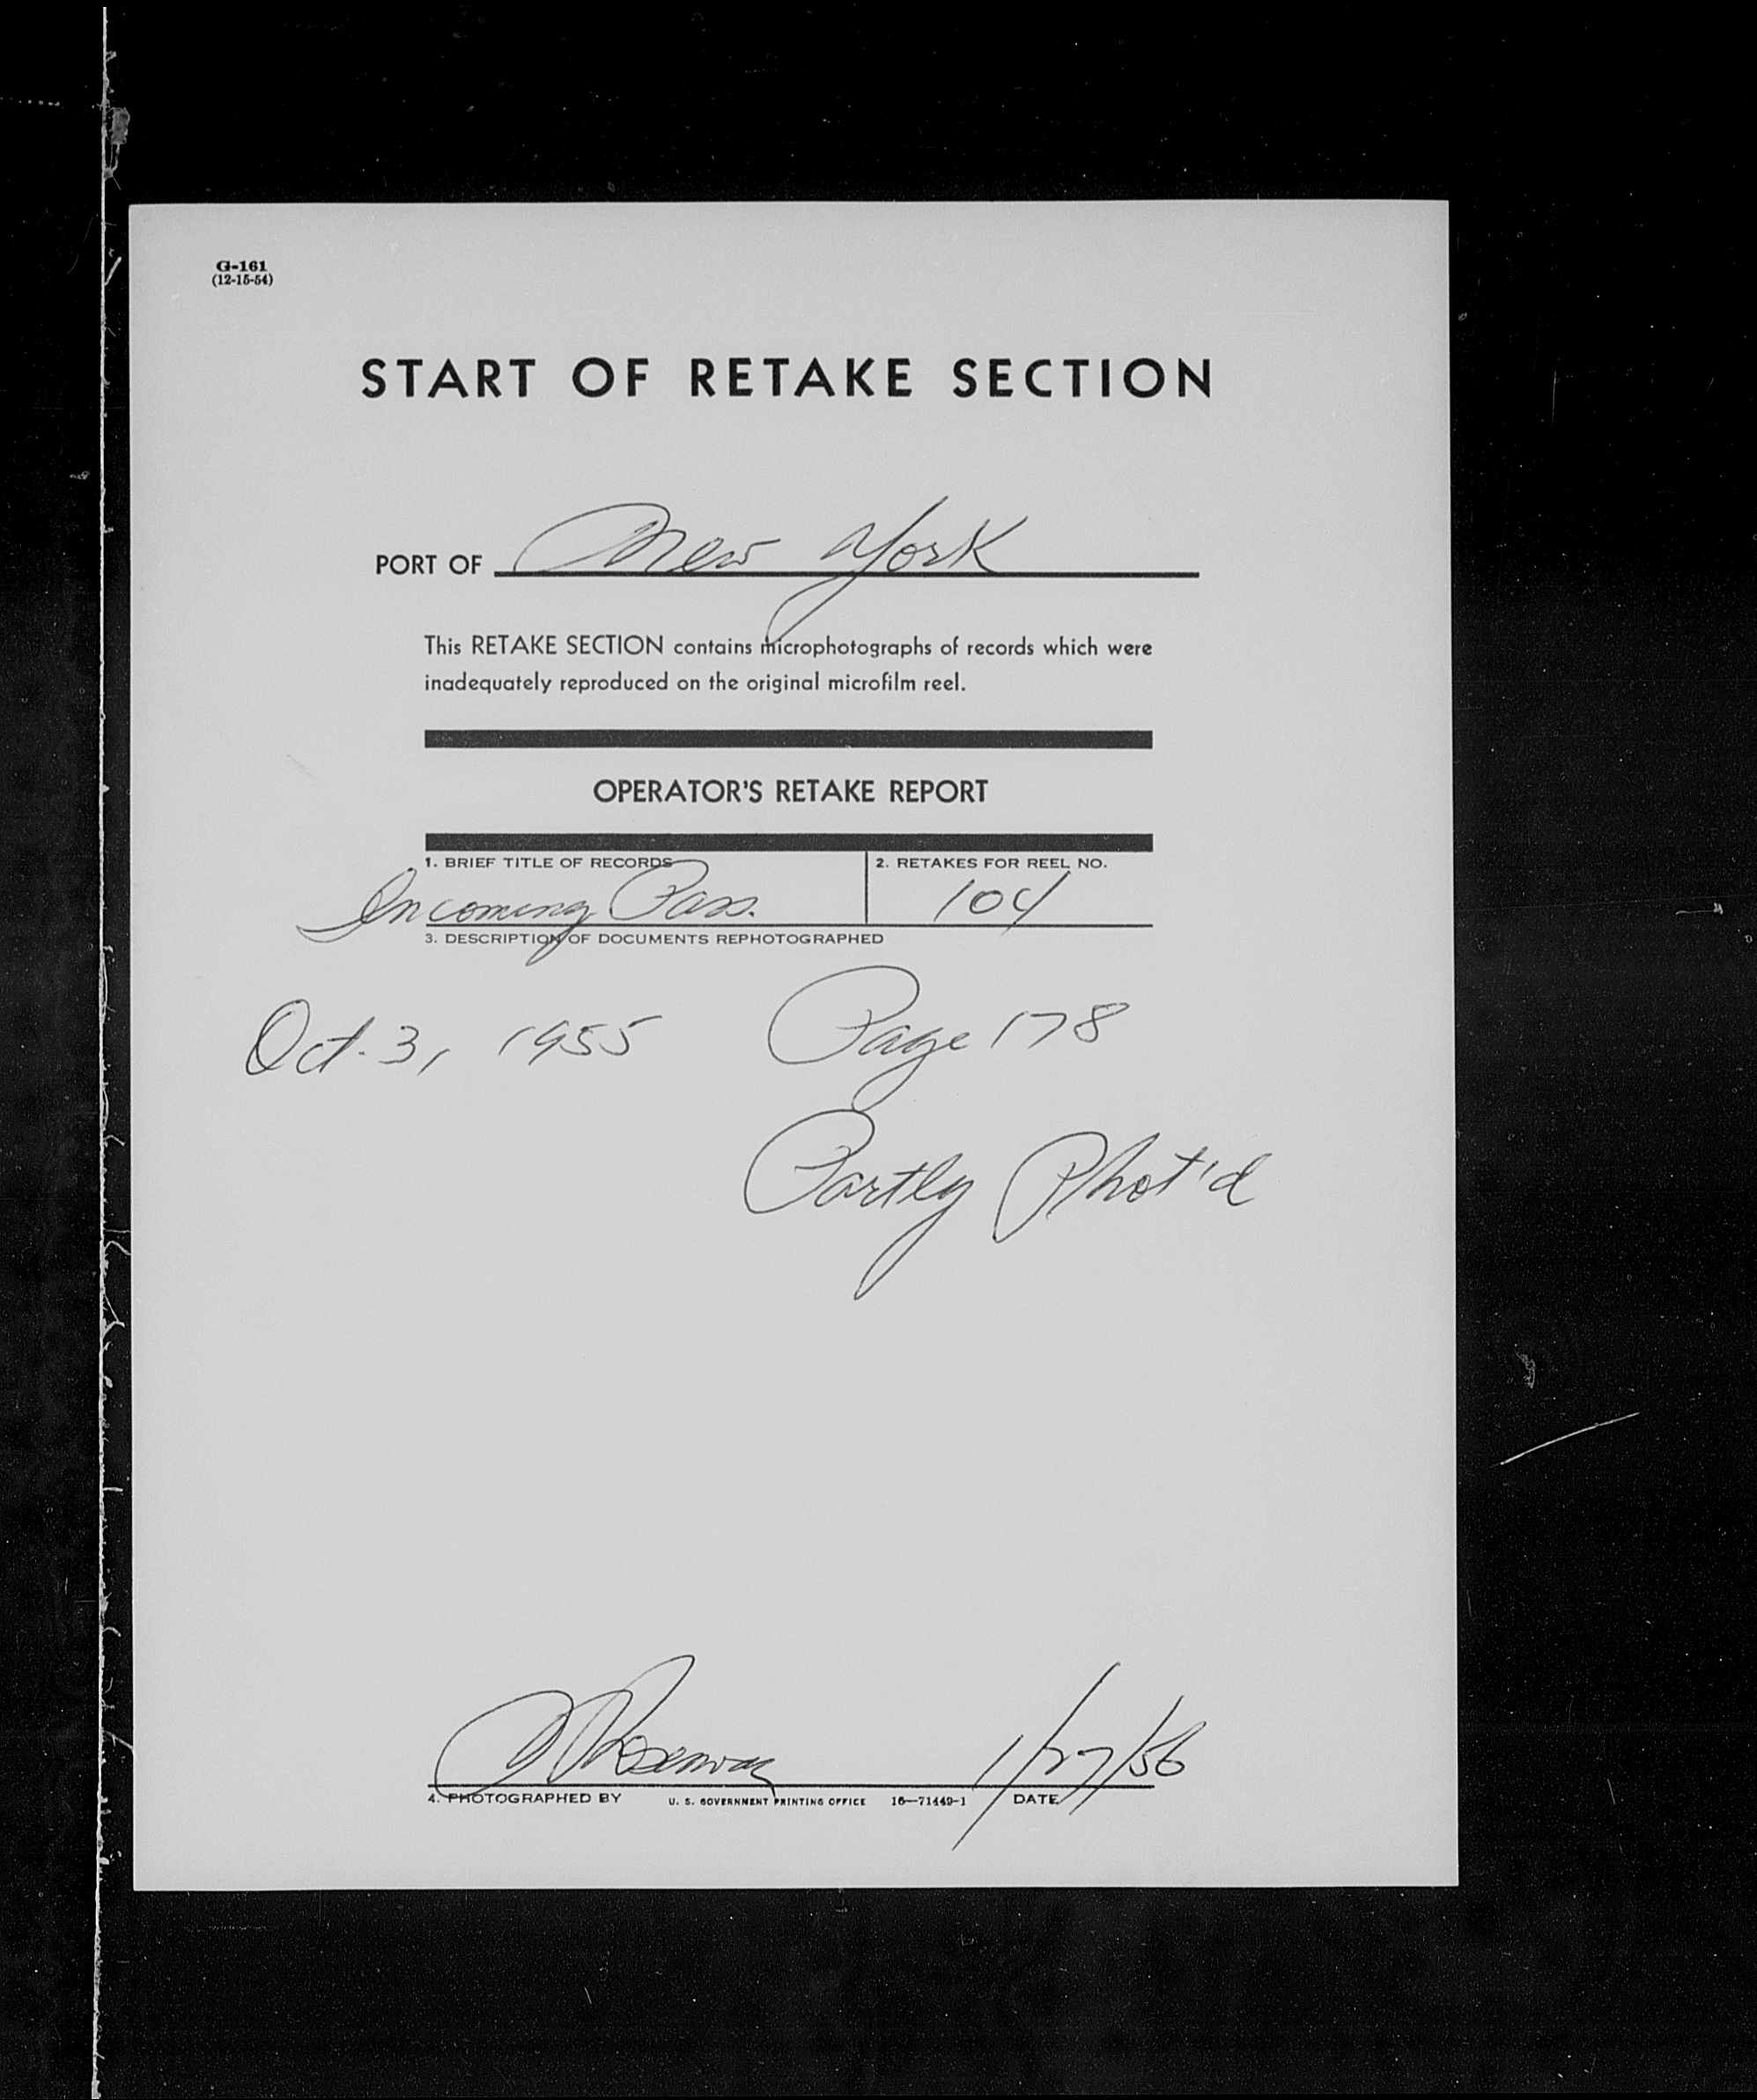 G-161
(12-15-54)
START OF RETAKE SECTION
PORT OF New York
This RETAKE SECTION contains microphotographs of records which were
inadequately reproduced on the original microfilm reel.
OPERATOR'S RETAKE REPORT
1. BRIEF TITLE OF RECORDS 2. RETAKES FOR REEL NO.
Incoming Pass. 104
3. DESCRIPTION OF DOCUMENTS REPHOTOGRAPHED
Oct. 3, 1955 Page 178
Partly Phot'd
1/27/56
4. PHOTOGRAPHED BY U. S. GOVERNMENT PRINTING OFFICE 16—71449-1 DATE